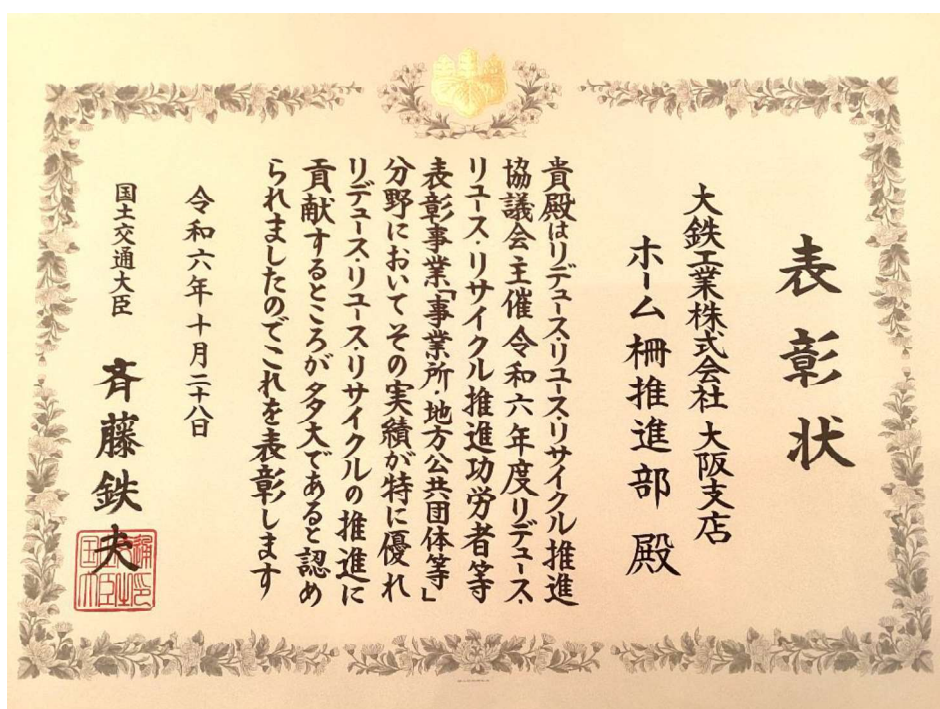 表彰状
大鉄工業株式会社 大阪支店
ホーム柵推進部 殿
貴殿はリデュース・リユース・リサイクル推進
協議会主催 令和六年度リデュース・
リユース・リサイクル推進功労者等
表彰事業「事業所・地方公共団体等」
分野においてその実績が特に優れ
リデュース・リユース・リサイクルの推進に
貢献するところが多大であると認め
られましたのでこれを表彰します
令和六年十月二十八日
国土交通大臣 斉藤鉄夫